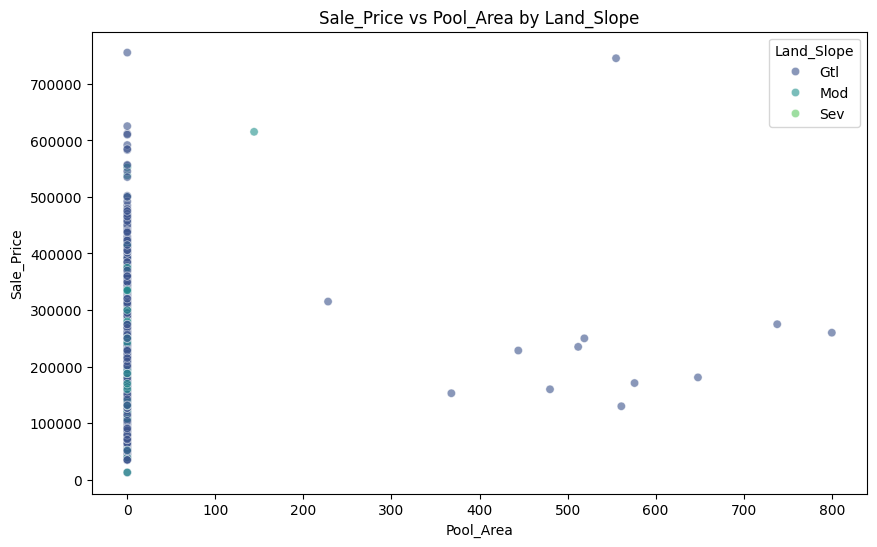 Sale_Price vs Pool_Area by Land_Slope
Land_Slope
Gtl
Mod
Sev
Sale_Price
700000
600000
500000
400000
300000
200000
100000
0
0 100 200 300 400 500 600 700 800
Pool_Area